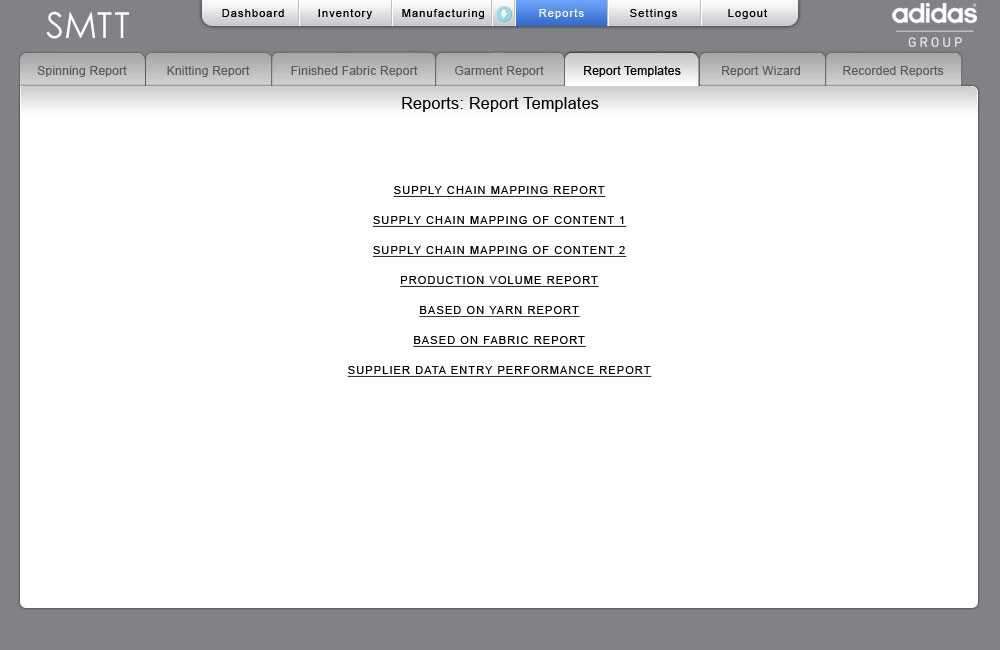 SMTT
Dashboard Inventory Manufacturing Reports Settings Logout
adidas
GROUP
Spinning Report Knitting Report Finished Fabric Report Garment Report Report Templates Report Wizard Recorded Reports
Reports: Report Templates
SUPPLY CHAIN MAPPING REPORT
SUPPLY CHAIN MAPPING OF CONTENT 1
SUPPLY CHAIN MAPPING OF CONTENT 2
PRODUCTION VOLUME REPORT
BASED ON YARN REPORT
BASED ON FABRIC REPORT
SUPPLIER DATA ENTRY PERFORMANCE REPORT